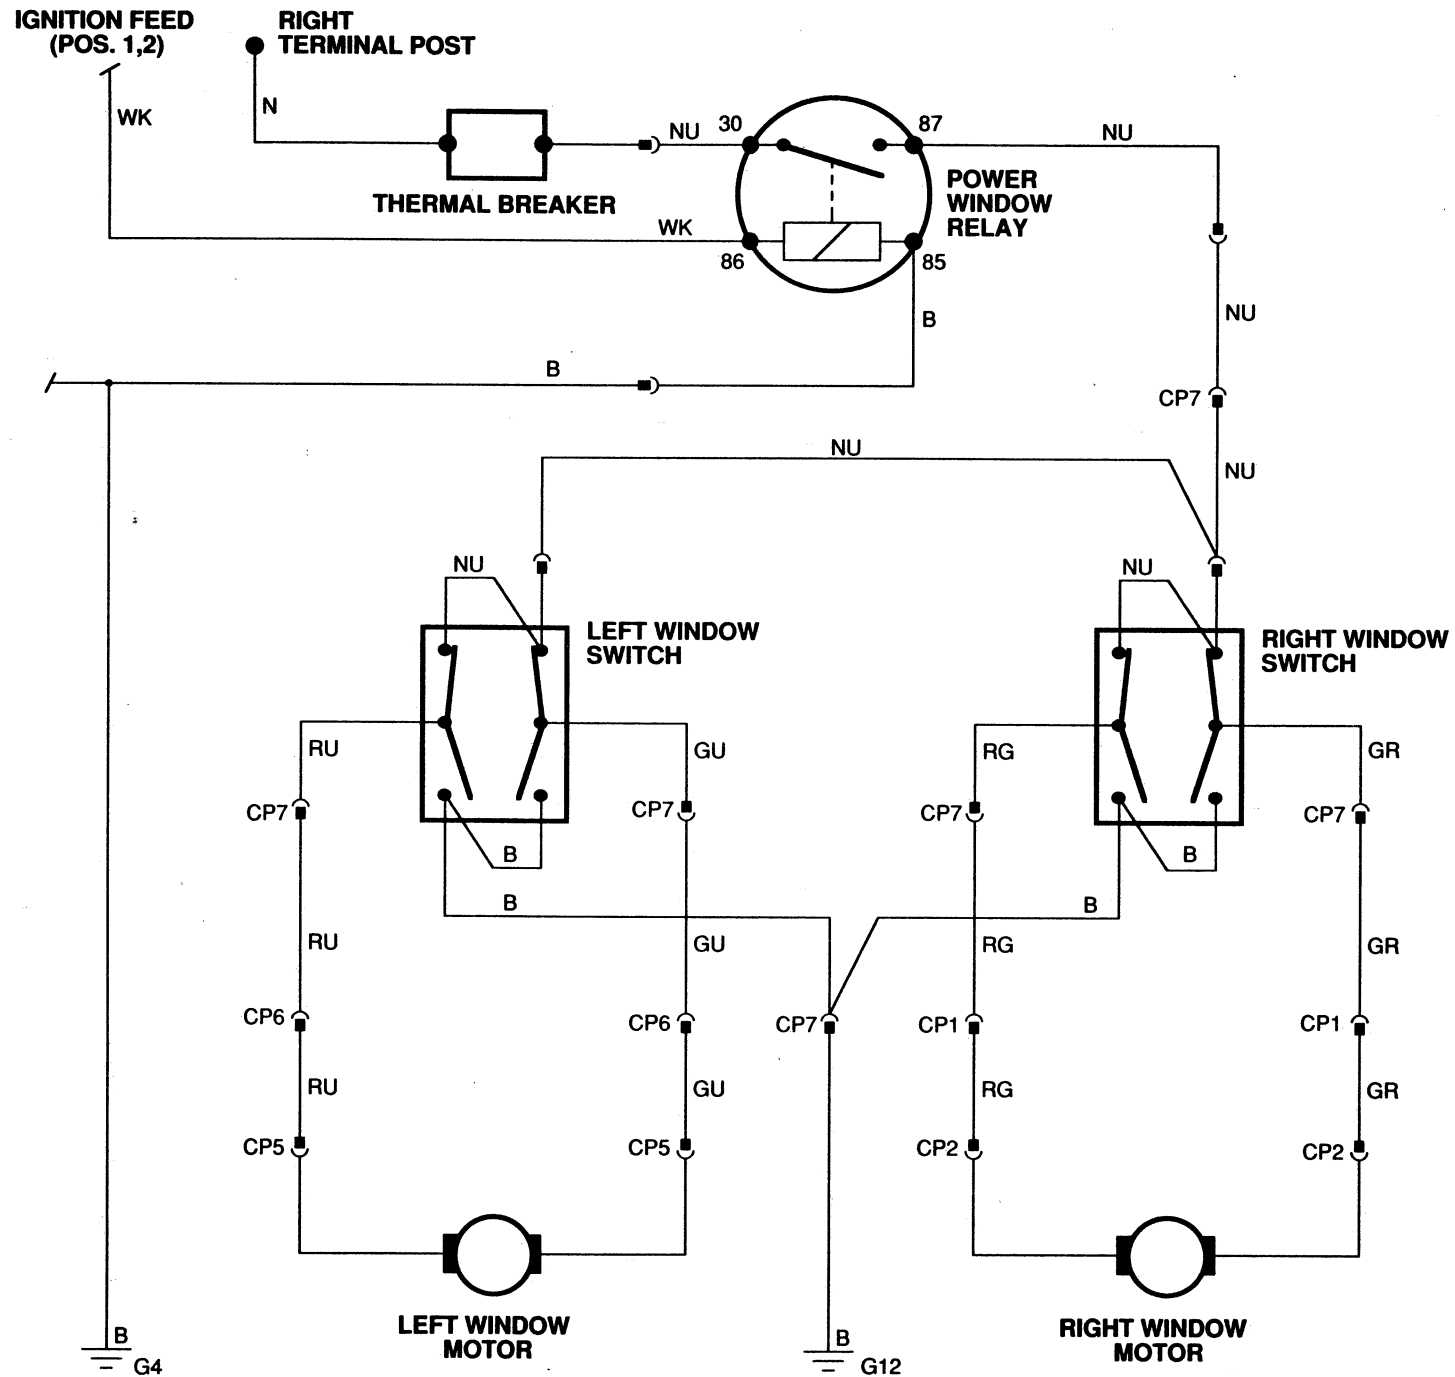 IGNITION FEED
(POS. 1,2)
RIGHT
TERMINAL POST
WK
N
THERMAL BREAKER
NU
30
87
NU
POWER
WINDOW
RELAY
WK
86
85
B
NU
B
CP7
NU
NU
NU
NU
LEFT WINDOW
SWITCH
RIGHT WINDOW
SWITCH
RU
GU
RG
GR
CP7
CP7
CP7
CP7
B
B
B
B
RU
GU
RG
GR
CP6
CP6
CP7
CP1
CP1
RU
GU
RG
GR
CP5
CP5
CP2
CP2
LEFT WINDOW
MOTOR
RIGHT WINDOW
MOTOR
B
G4
B
G12